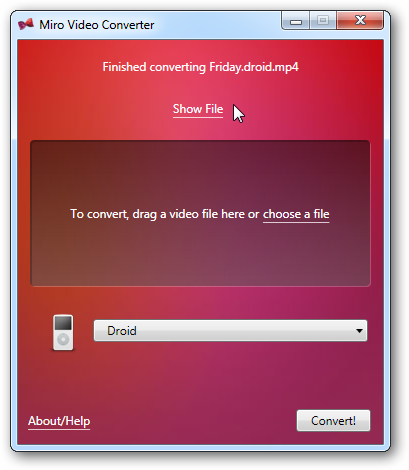 Miro Video Converter
Finished converting Friday.droid.mp4
Show File
To convert, drag a video file here or choose a file
Droid
About/Help
Convert!